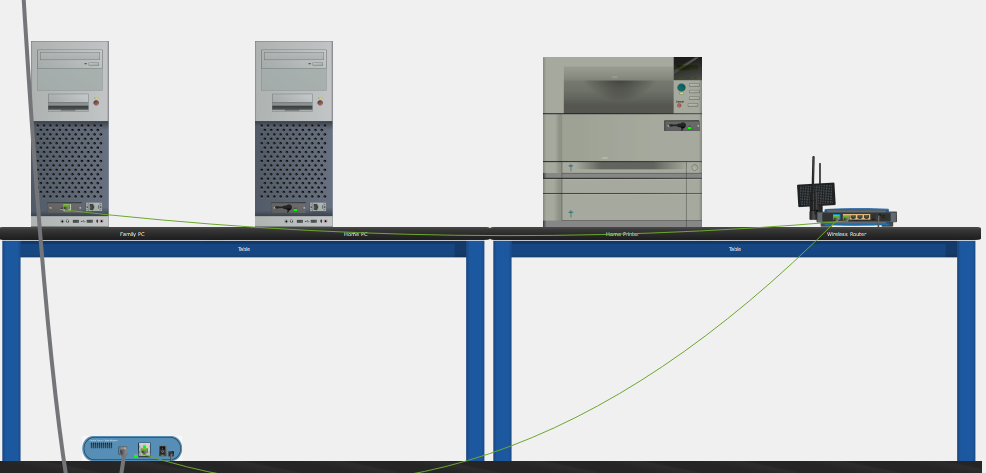 Family PC
Home PC
Home Printer
Wireless Router
Table
Table